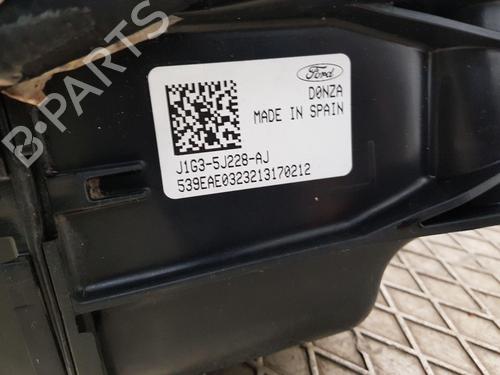 Ford
D0NZA
MADE IN SPAIN
J1G3-5J228-AJ
539EAE0323213170212
B-PARTS